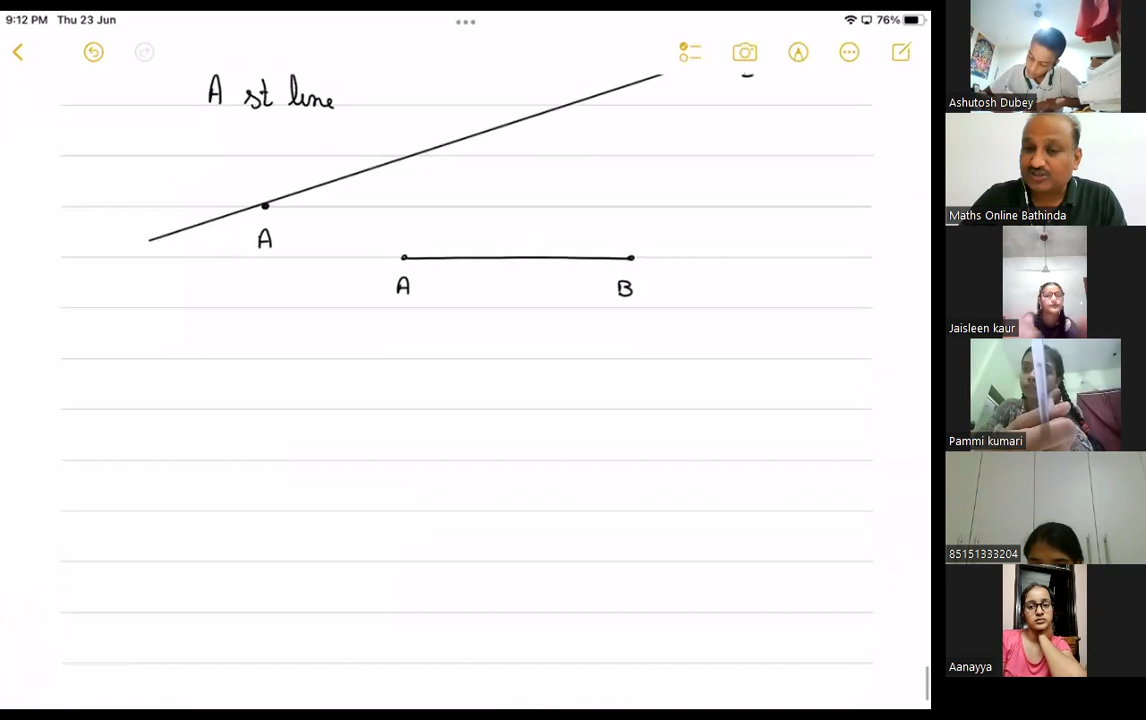 9:12 PM Thu 23 Jun
76%
A st line
A
A B
Ashutosh Dubey
Maths Online Bathinda
Jaisleen kaur
Pammi kumari
85151333204
Aanayya